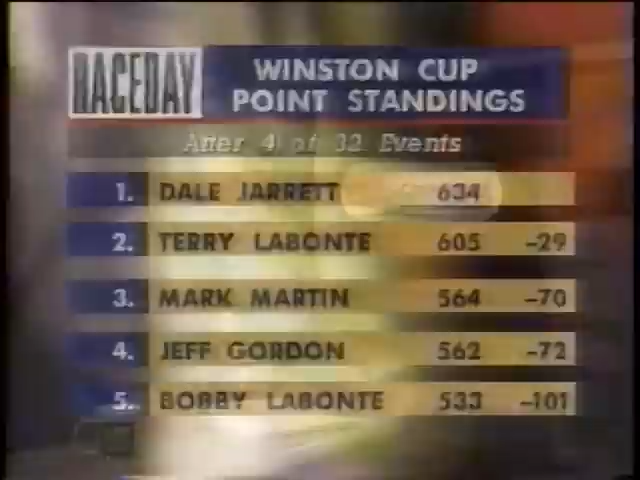 RACEDAY
WINSTON CUP
POINT STANDINGS
After 4 of 32 Events
1. DALE JARRETT 634
2. TERRY LABONTE 605 -29
3. MARK MARTIN 564 -70
4. JEFF GORDON 562 -72
5. BOBBY LABONTE 533 -101